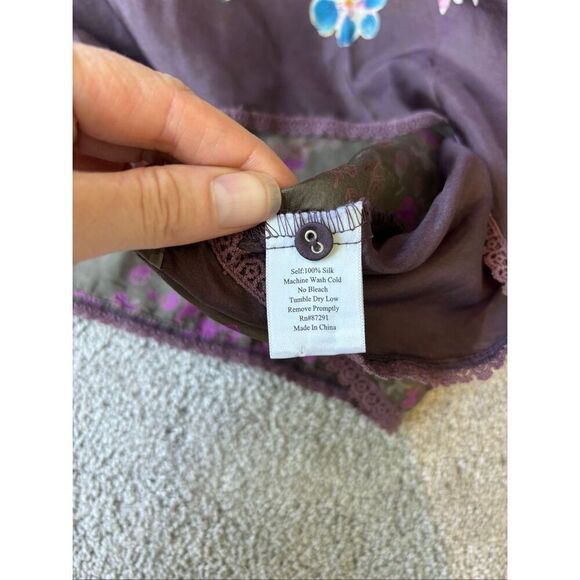 Self:100% Silk
Machine Wash Cold
No Bleach
Tumble Dry Low
Remove Promptly
Rn#87291
Made In China